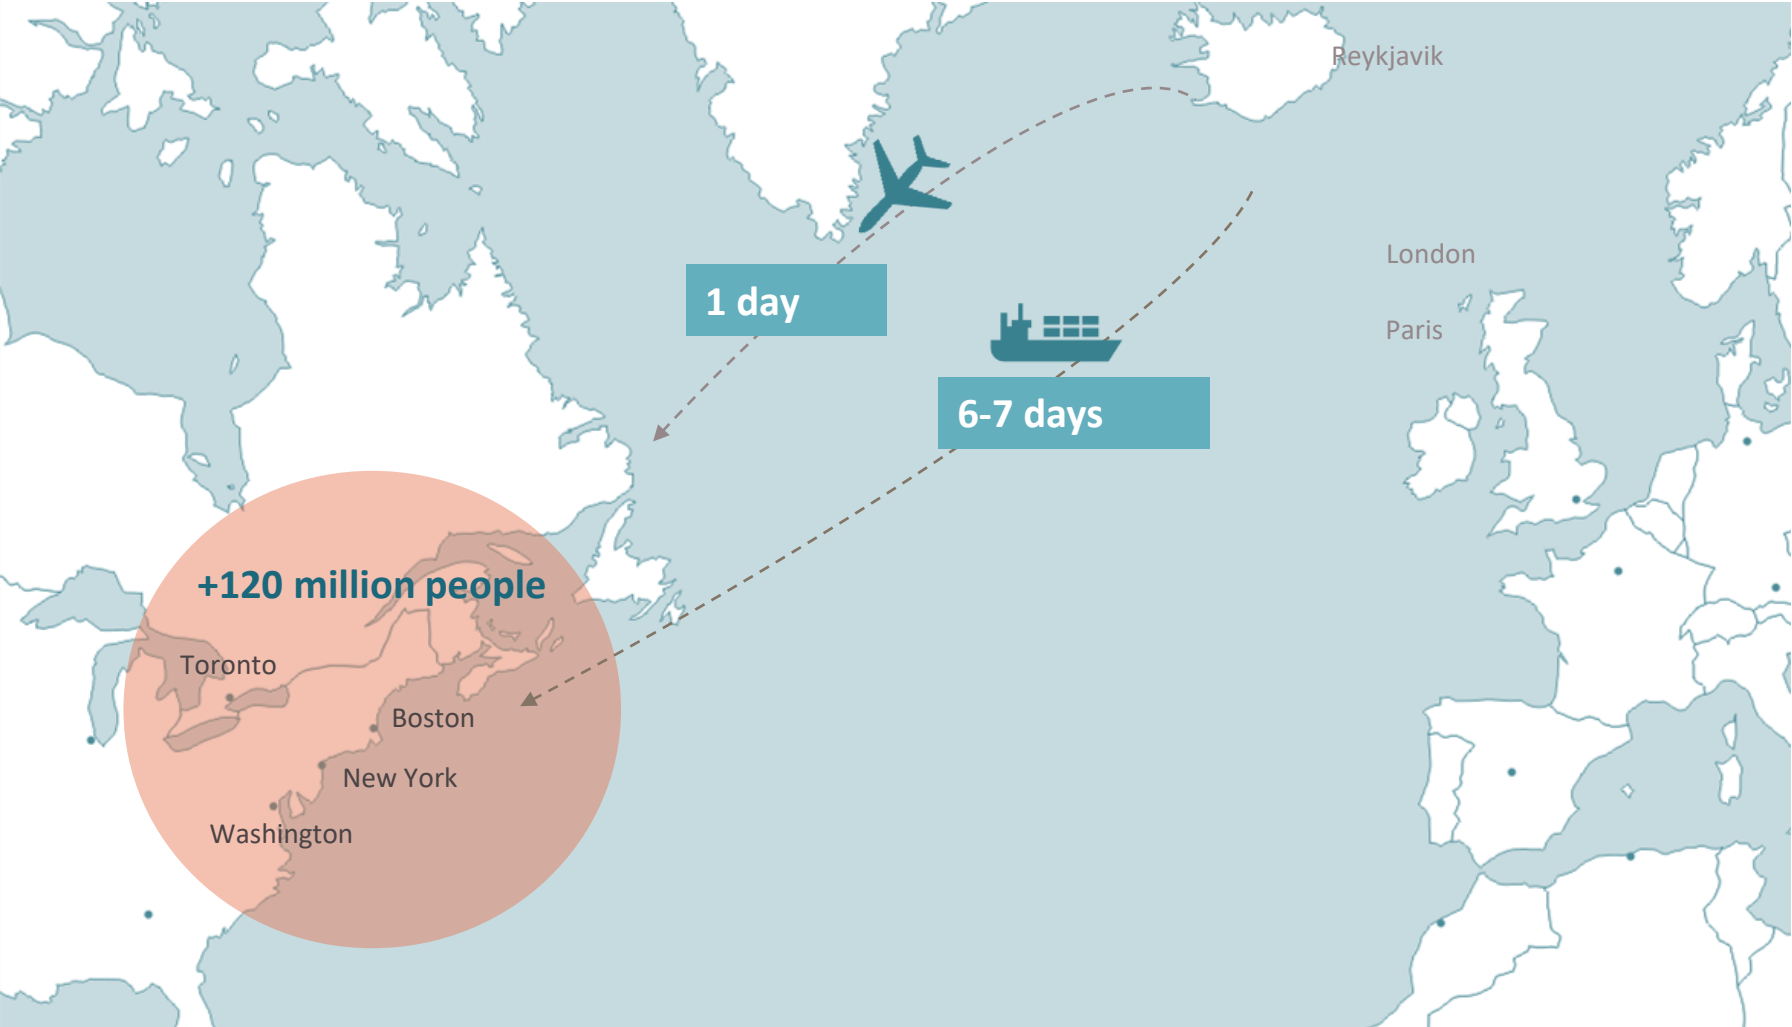 Reykjavik
London
1 day
Paris
6-7 days
+120 million people
Toronto
Boston
New York
Washington